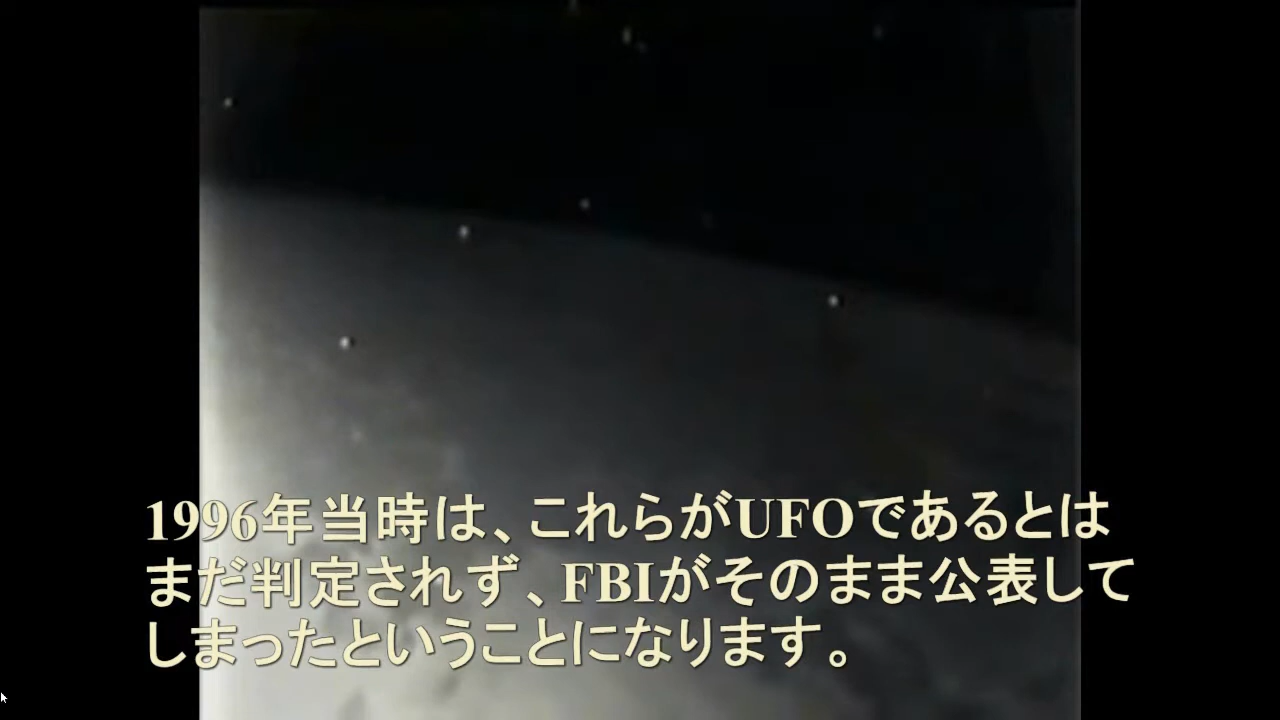 1996年当時は、これらがUFOであるとは
まだ判定されず、FBIがそのまま公表して
しまったということになります。